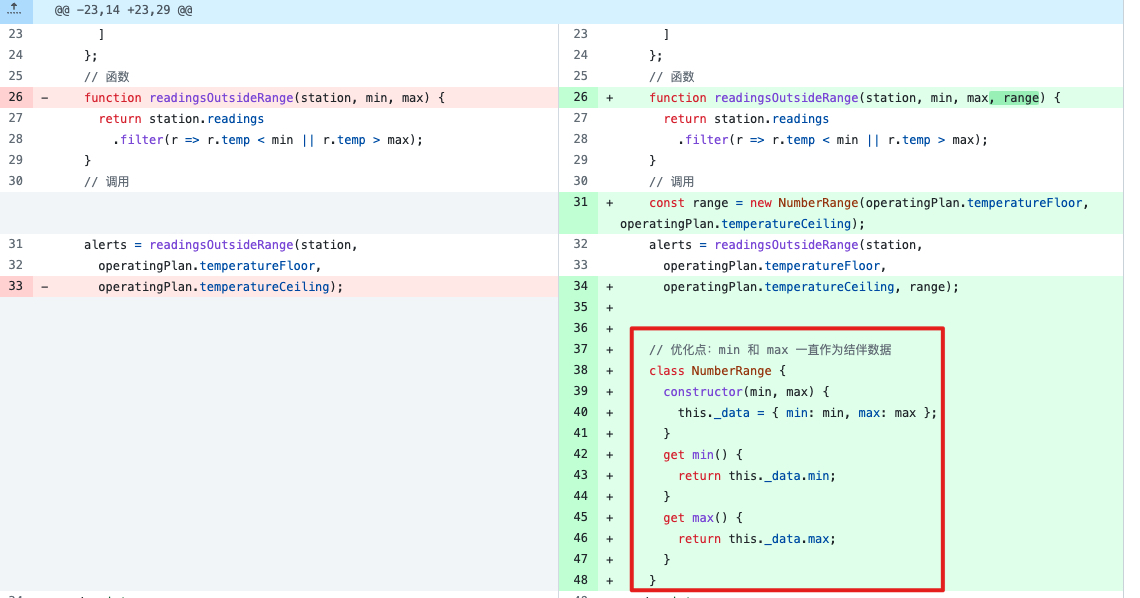 @@ -23,14 +23,29 @@
23 ]
24 };
25 // 函数
26 - function readingsOutsideRange(station, min, max) {
27 return station.readings
28 .filter(r => r.temp < min || r.temp > max);
29 }
30 // 调用
31 alerts = readingsOutsideRange(station,
32 operatingPlan.temperatureFloor,
33 - operatingPlan.temperatureCeiling);
23 ]
24 };
25 // 函数
26 + function readingsOutsideRange(station, min, max, range) {
27 return station.readings
28 .filter(r => r.temp < min || r.temp > max);
29 }
30 // 调用
31 + const range = new NumberRange(operatingPlan.temperatureFloor,
operatingPlan.temperatureCeiling);
32 alerts = readingsOutsideRange(station,
33 operatingPlan.temperatureFloor,
34 + operatingPlan.temperatureCeiling, range);
35 +
36 +
37 + // 优化点：min 和 max 一直作为结伴数据
38 + class NumberRange {
39 + constructor(min, max) {
40 + this._data = { min: min, max: max };
41 + }
42 + get min() {
43 + return this._data.min;
44 + }
45 + get max() {
46 + return this._data.max;
47 + }
48 + }